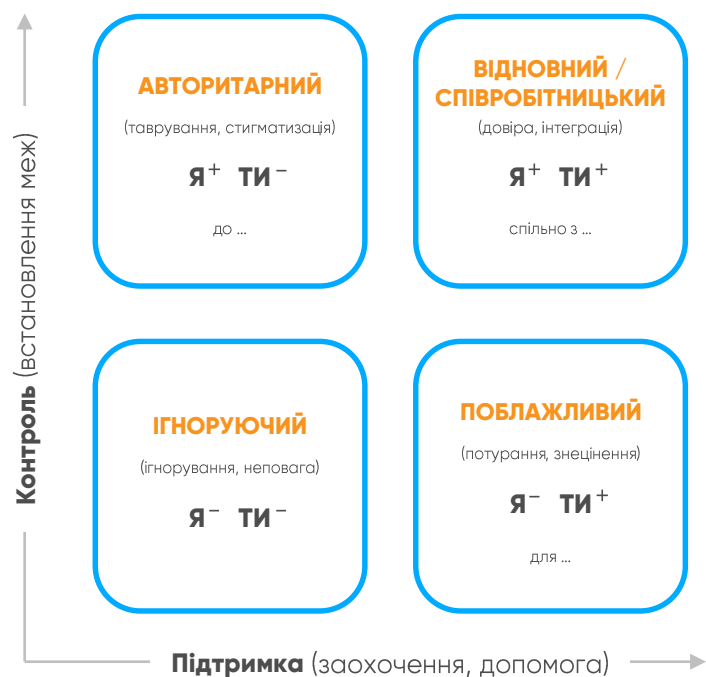 Контроль (встановлення меж)
АВТОРИТАРНИЙ
(таврування, стигматизація)
Я⁺ ТИ⁻
до ...
ВІДНОВНИЙ /
СПІВРОБІТНИЦЬКИЙ
(довіра, інтеграція)
Я⁺ ТИ⁺
спільно з ...
ІГНОРУЮЧИЙ
(ігнорування, неповага)
Я⁻ ТИ⁻
ПОБЛАЖЛИВИЙ
(потурання, знецінення)
Я⁻ ТИ⁺
для ...
Підтримка (заохочення, допомога)